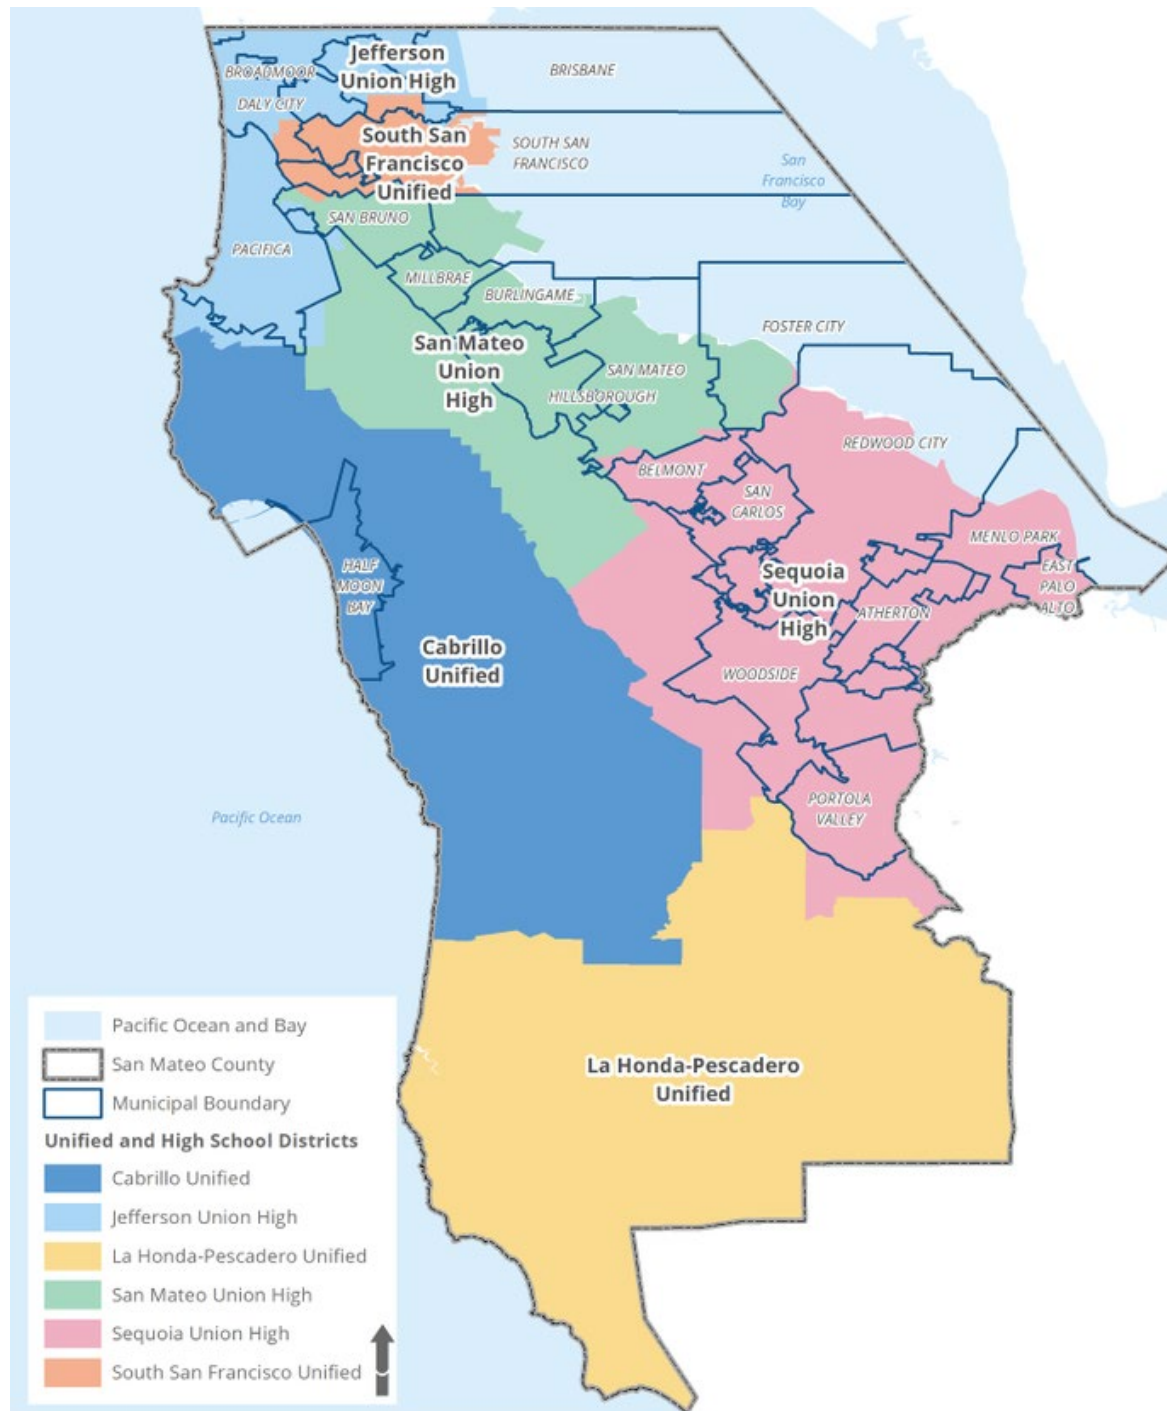 Jefferson
Union High
BROADMOOR
BRISBANE
DALY CITY
South San
Francisco
Unified
SOUTH SAN
FRANCISCO
San
Francisco
Bay
SAN BRUNO
PACIFICA
MILLBRAE
BURLINGAME
FOSTER CITY
San Mateo
Union
High
SAN MATEO
HILLSBOROUGH
REDWOOD CITY
BELMONT
SAN
CARLOS
MENLO PARK
HALF
MOON
BAY
Sequoia
Union
High
EAST
PALO
ALTO
ATHERTON
Cabrillo
Unified
WOODSIDE
PORTOLA
VALLEY
Pacific Ocean
La Honda-Pescadero
Unified
Pacific Ocean and Bay
San Mateo County
Municipal Boundary
Unified and High School Districts
Cabrillo Unified
Jefferson Union High
La Honda-Pescadero Unified
San Mateo Union High
Sequoia Union High
South San Francisco Unified